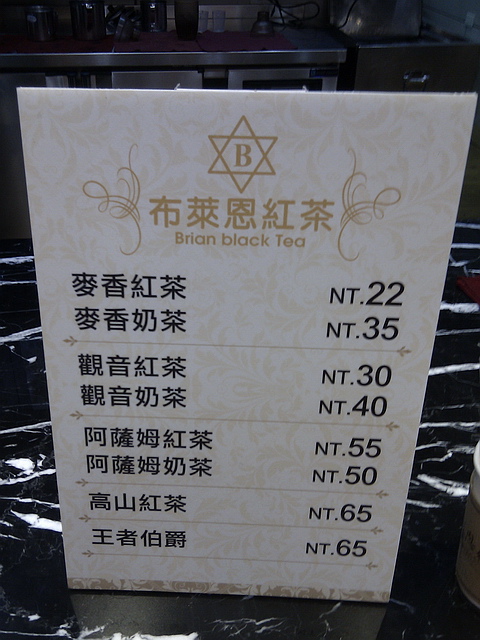 B
布萊恩紅茶
Brian black Tea
麥香紅茶 NT.22
麥香奶茶 NT.35
觀音紅茶 NT.30
觀音奶茶 NT.40
阿薩姆紅茶 NT.55
阿薩姆奶茶 NT.50
高山紅茶 NT.65
王者伯爵 NT.65